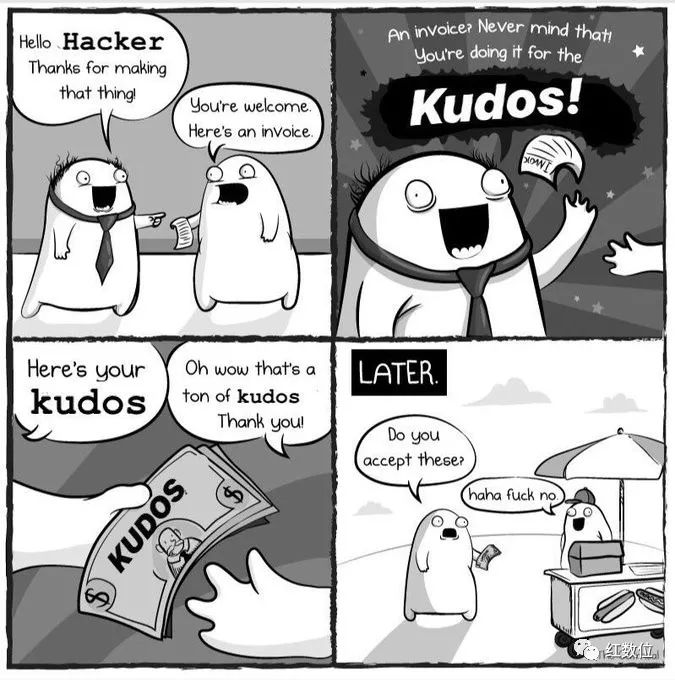 Hello Hacker
Thanks for making
that thing!
You're welcome.
Here's an invoice.
An invoice? Never mind that!
You're doing it for the
Kudos!
Here's your
kudos
Oh wow that's a
ton of kudos
Thank you!
$
KUDOS
$
LATER.
Do you
accept these?
haha fuck no.
红数位